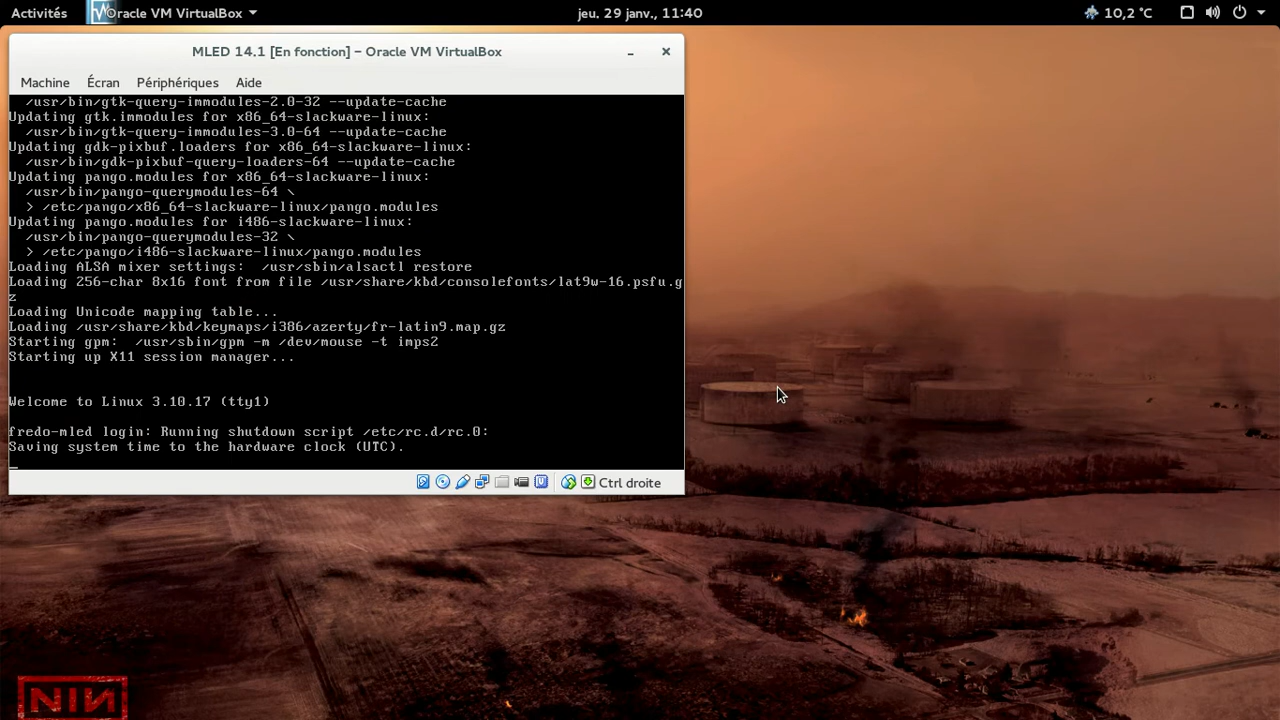 Activités
Oracle VM VirtualBox
jeu. 29 janv., 11:40
10,2 °C
MLED 14.1 [En fonction] – Oracle VM VirtualBox
Machine Écran Périphériques Aide
/usr/bin/gtk-query-immodules-2.0-32 --update-cache
Updating gtk.immodules for x86_64-slackware-linux:
/usr/bin/gtk-query-immodules-3.0-64 --update-cache
Updating gdk-pixbuf.loaders for x86_64-slackware-linux:
/usr/bin/gdk-pixbuf-query-loaders-64 --update-cache
Updating pango.modules for x86_64-slackware-linux:
/usr/bin/pango-querymodules-64 \
> /etc/pango/x86_64-slackware-linux/pango.modules
Updating pango.modules for i486-slackware-linux:
/usr/bin/pango-querymodules-32 \
> /etc/pango/i486-slackware-linux/pango.modules
Loading ALSA mixer settings:  /usr/sbin/alsactl restore
Loading 256-char 8x16 font from file /usr/share/kbd/consolefonts/lat9w-16.psfu.g
z
Loading Unicode mapping table...
Loading /usr/share/kbd/keymaps/i386/azerty/fr-latin9.map.gz
Starting gpm:  /usr/sbin/gpm -m /dev/mouse -t imps2
Starting up X11 session manager...
Welcome to Linux 3.10.17 (tty1)
fredo-mled login: Running shutdown script /etc/rc.d/rc.0:
Saving system time to the hardware clock (UTC).
Ctrl droite
NIN